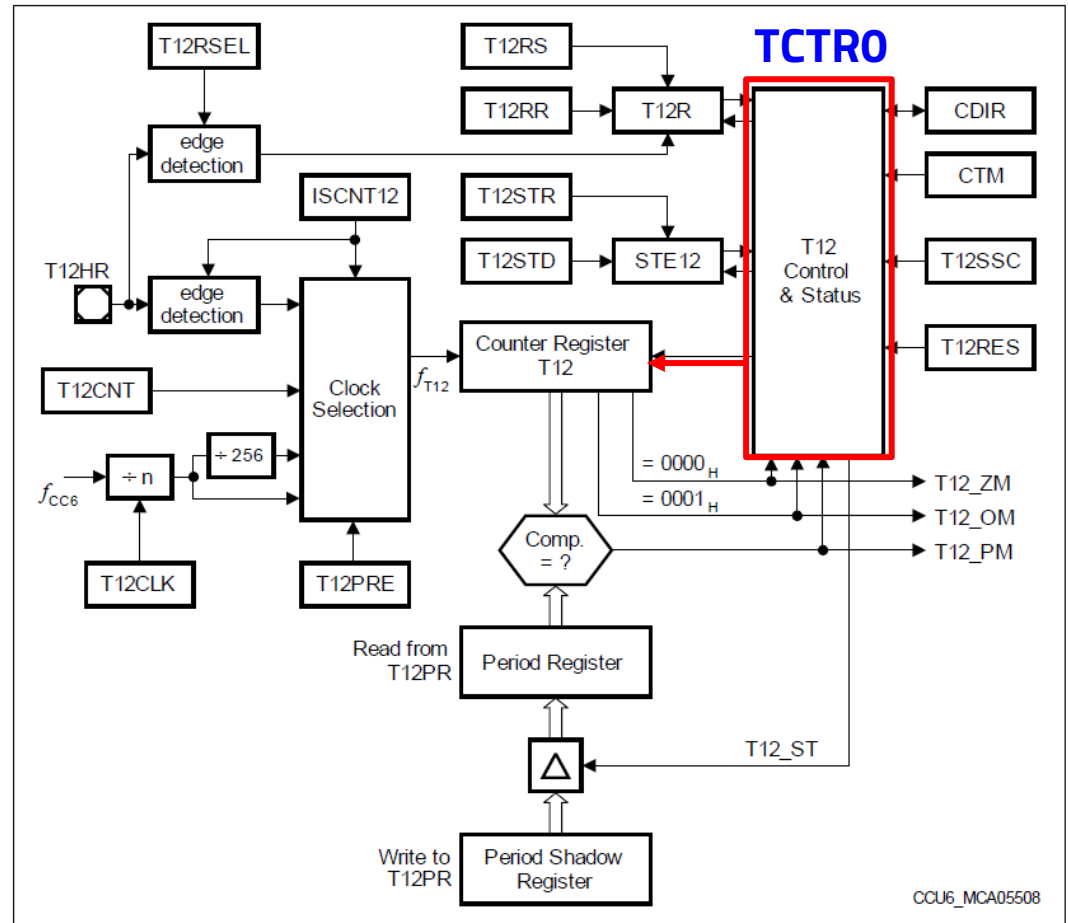 TCTR0
T12RSEL
T12RS
T12RR
T12R
CDIR
edge
detection
CTM
ISCNT12
T12STR
T12STD
STE12
T12
Control
& Status
T12SSC
T12HR
edge
detection
Counter Register
T12
T12RES
fT12
T12CNT
Clock
Selection
÷ 256
fCC6
÷ n
= 0000H
T12_ZM
= 0001H
T12_OM
Comp.
= ?
T12_PM
T12CLK
T12PRE
Read from
T12PR
Period Register
T12_ST
Δ
Write to
T12PR
Period Shadow
Register
CCU6_MCA05508